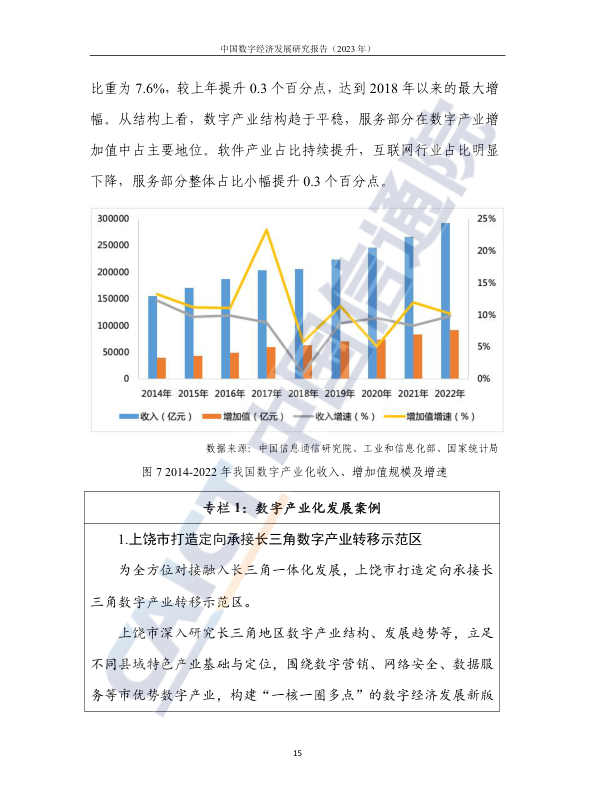 中国数字经济发展研究报告（2023 年）
比重为 7.6%，较上年提升 0.3 个百分点，达到 2018 年以来的最大增
幅。从结构上看，数字产业结构趋于平稳，服务部分在数字产业增
加值中占主要地位。软件产业占比持续提升，互联网行业占比明显
下降，服务部分整体占比小幅提升 0.3 个百分点。
300000
250000
200000
150000
100000
50000
0
25%
20%
15%
10%
5%
0%
2014年 2015年 2016年 2017年 2018年 2019年 2020年 2021年 2022年
收入（亿元） 增加值（亿元） 收入增速（%） 增加值增速（%）
数据来源：中国信息通信研究院、工业和信息化部、国家统计局
图 7 2014-2022 年我国数字产业化收入、增加值规模及增速
专栏 1：数字产业化发展案例
1.上饶市打造定向承接长三角数字产业转移示范区
为全方位对接融入长三角一体化发展，上饶市打造定向承接长
三角数字产业转移示范区。
上饶市深入研究长三角地区数字产业结构、发展趋势等，立足
不同县域特色产业基础与定位，围绕数字营销、网络安全、数据服
务等市优势数字产业，构建“一核一圈多点”的数字经济发展新版
15
CAICT 中国信通院